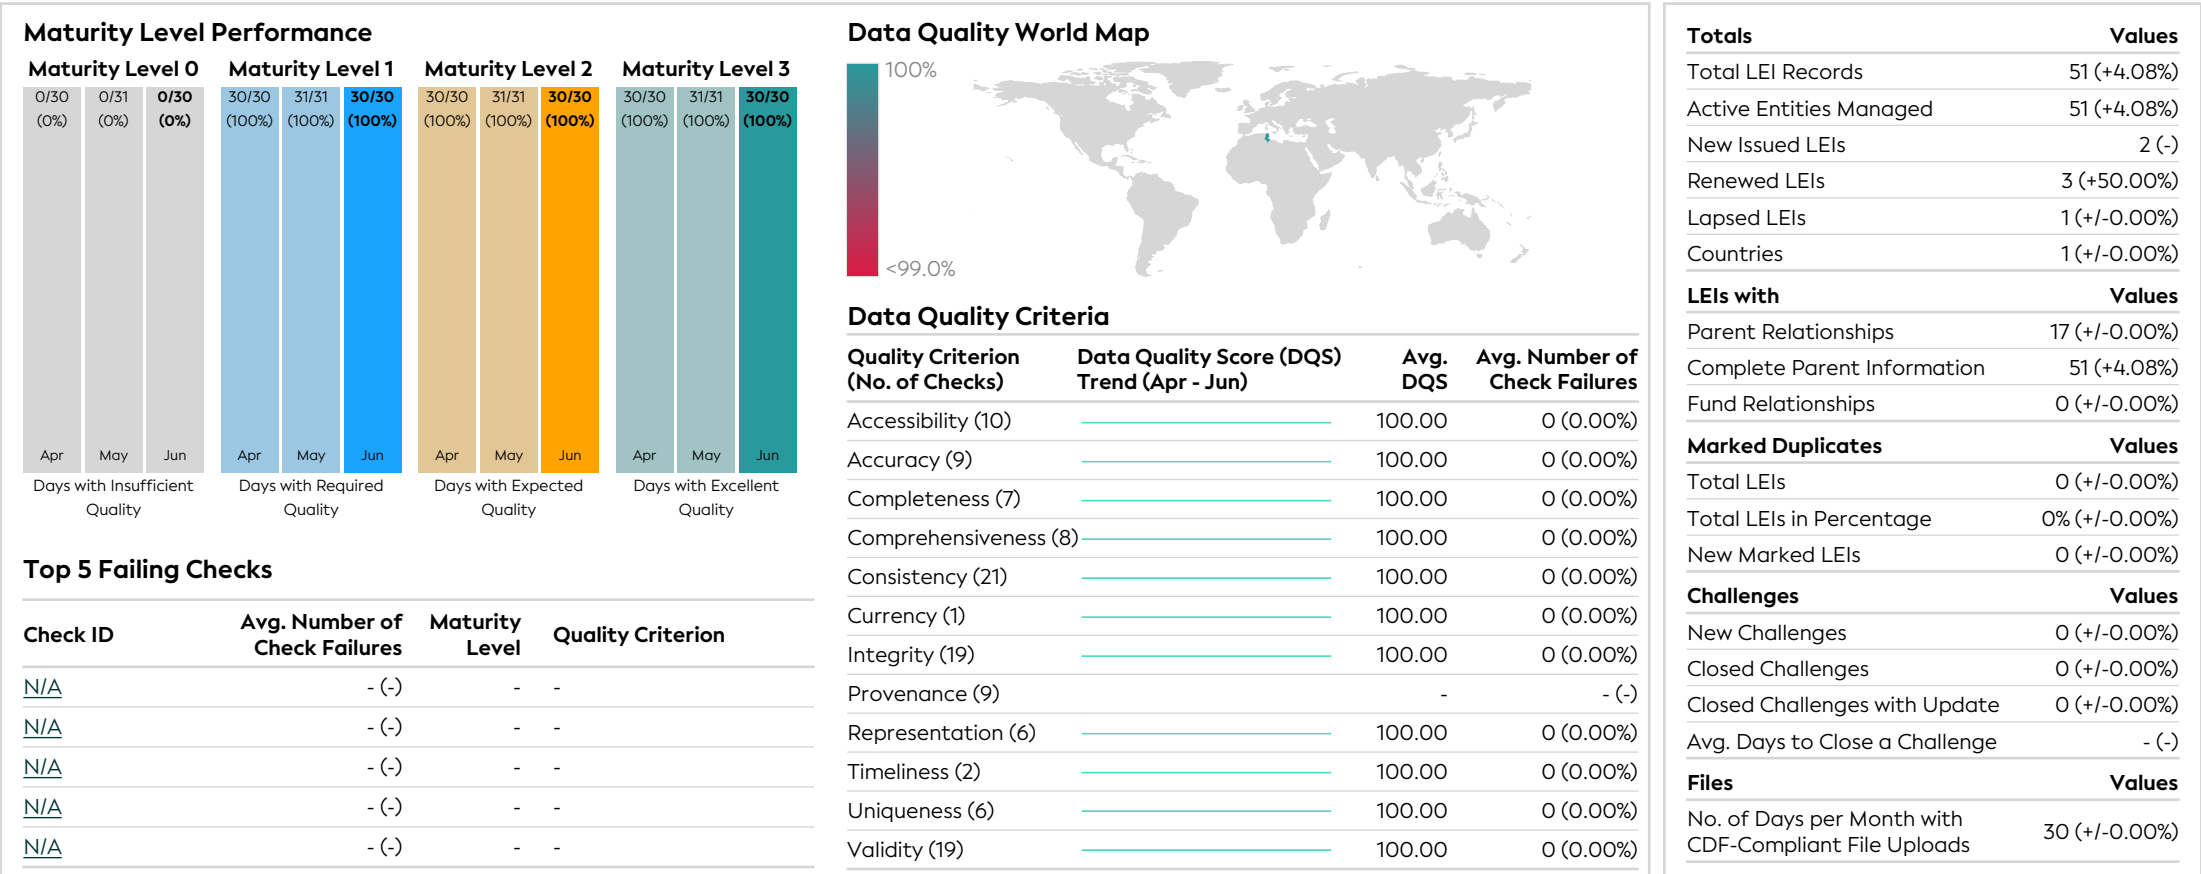 Maturity Level Performance
Maturity Level 0 Maturity Level 1 Maturity Level 2 Maturity Level 3
0/30 0/31 0/30 30/30 31/31 30/30 30/30 31/31 30/30 30/30 31/31 30/30
(0%) (0%) (0%) (100%) (100%) (100%) (100%) (100%) (100%) (100%) (100%) (100%)
Apr May Jun Apr May Jun Apr May Jun Apr May Jun
Days with Insufficient Days with Required Days with Expected Days with Excellent
Quality Quality Quality Quality
Top 5 Failing Checks
Check ID Avg. Number of Check Failures Maturity Level Quality Criterion
N/A - (-) - -
N/A - (-) - -
N/A - (-) - -
N/A - (-) - -
N/A - (-) - -
Data Quality World Map
100%
<99.0%
Data Quality Criteria
Quality Criterion Data Quality Score (DQS) Avg. Avg. Number of
(No. of Checks) Trend (Apr - Jun) DQS Check Failures
Accessibility (10) 100.00 0 (0.00%)
Accuracy (9) 100.00 0 (0.00%)
Completeness (7) 100.00 0 (0.00%)
Comprehensiveness (8) 100.00 0 (0.00%)
Consistency (21) 100.00 0 (0.00%)
Currency (1) 100.00 0 (0.00%)
Integrity (19) 100.00 0 (0.00%)
Provenance (9) - - (-)
Representation (6) 100.00 0 (0.00%)
Timeliness (2) 100.00 0 (0.00%)
Uniqueness (6) 100.00 0 (0.00%)
Validity (19) 100.00 0 (0.00%)
Totals Values
Total LEI Records 51 (+4.08%)
Active Entities Managed 51 (+4.08%)
New Issued LEIs 2 (-)
Renewed LEIs 3 (+50.00%)
Lapsed LEIs 1 (+/-0.00%)
Countries 1 (+/-0.00%)
LEIs with Values
Parent Relationships 17 (+/-0.00%)
Complete Parent Information 51 (+4.08%)
Fund Relationships 0 (+/-0.00%)
Marked Duplicates Values
Total LEIs 0 (+/-0.00%)
Total LEIs in Percentage 0% (+/-0.00%)
New Marked LEIs 0 (+/-0.00%)
Challenges Values
New Challenges 0 (+/-0.00%)
Closed Challenges 0 (+/-0.00%)
Closed Challenges with Update 0 (+/-0.00%)
Avg. Days to Close a Challenge - (-)
Files Values
No. of Days per Month with
CDF-Compliant File Uploads 30 (+/-0.00%)